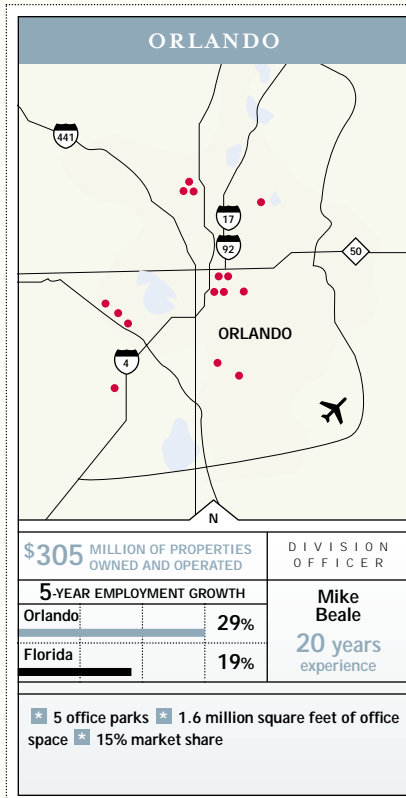 ORLANDO
441
17
92
50
ORLANDO
4
N
$305 MILLION OF PROPERTIES
OWNED AND OPERATED
DIVISION
OFFICER
5-YEAR EMPLOYMENT GROWTH
Orlando
29%
Florida
19%
Mike
Beale
20 years
experience
* 5 office parks * 1.6 million square feet of office
space * 15% market share